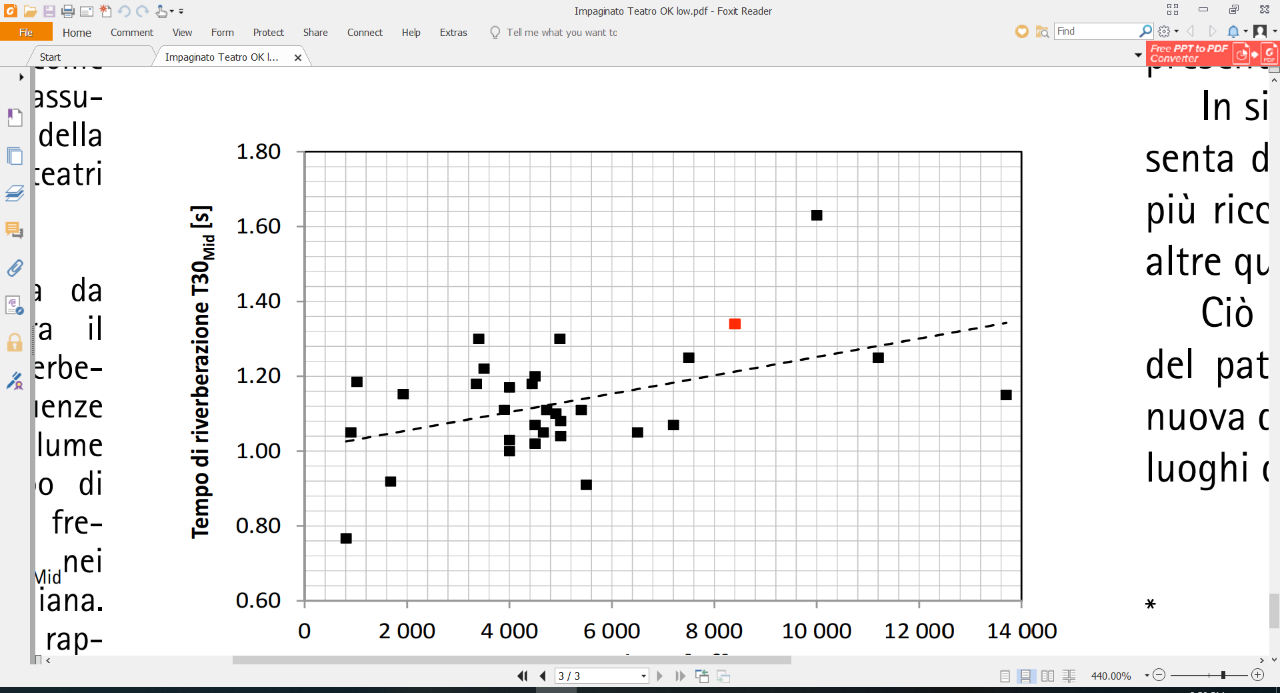 Impaginato Teatro OK low.pdf - Foxit Reader
File Home Comment View Form Protect Share Connect Help Extras Tell me what you want tc Find
Start Impaginato Teatro OK l... x
Free PPT to PDF
Converter
PDF
assu-
della
teatri
a da
ra il
erbe-
uenze
lume
o di
fre-
Mid nei
iana.
rap-
Tempo di riverberazione T30Mid [s]
1.80
1.60
1.40
1.20
1.00
0.80
0.60
0 2 000 4 000 6 000 8 000 10 000 12 000 14 000
In si
senta d
più ricc
altre qu
Ciò
del pat
nuova d
luoghi d
*
3 / 3 440.00%